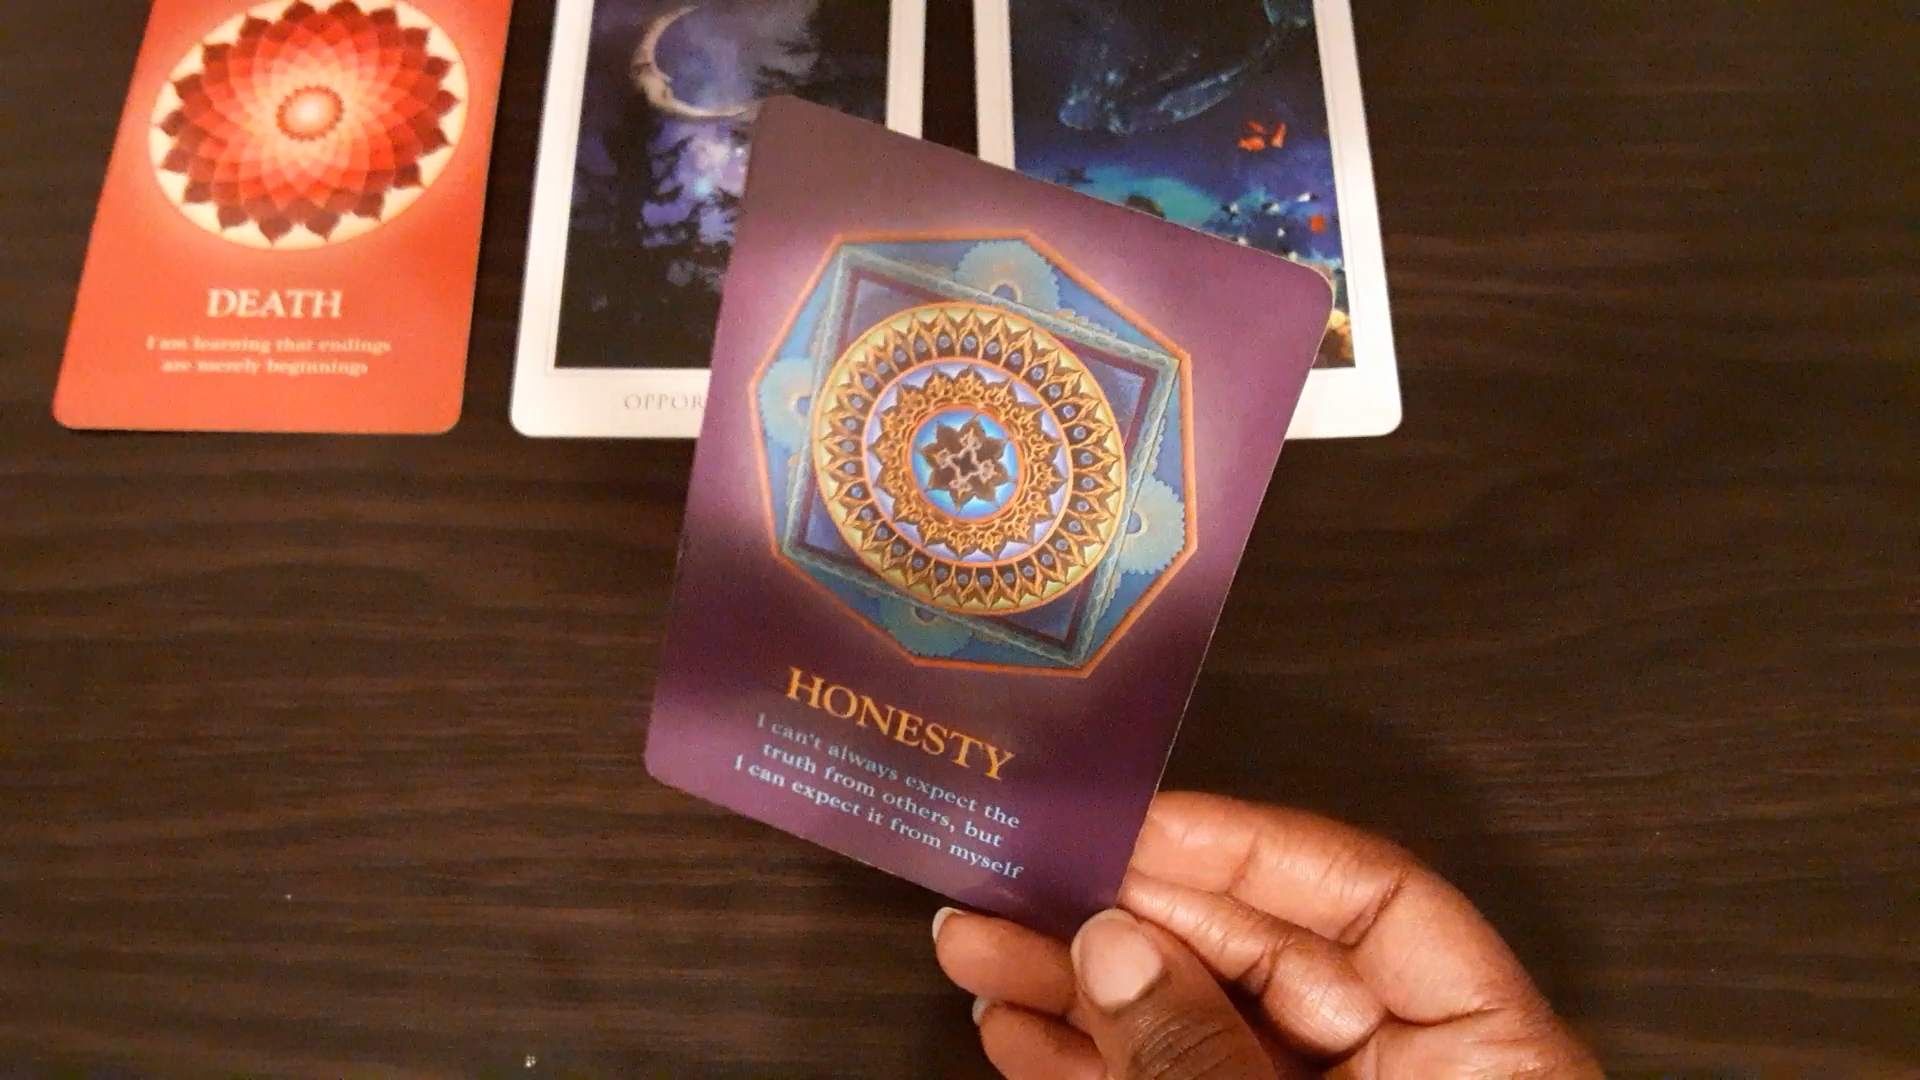 DEATH
I am learning that endings
are merely beginnings
OPPOR
HONESTY
I can't always expect the
truth from others, but
I can expect it from myself